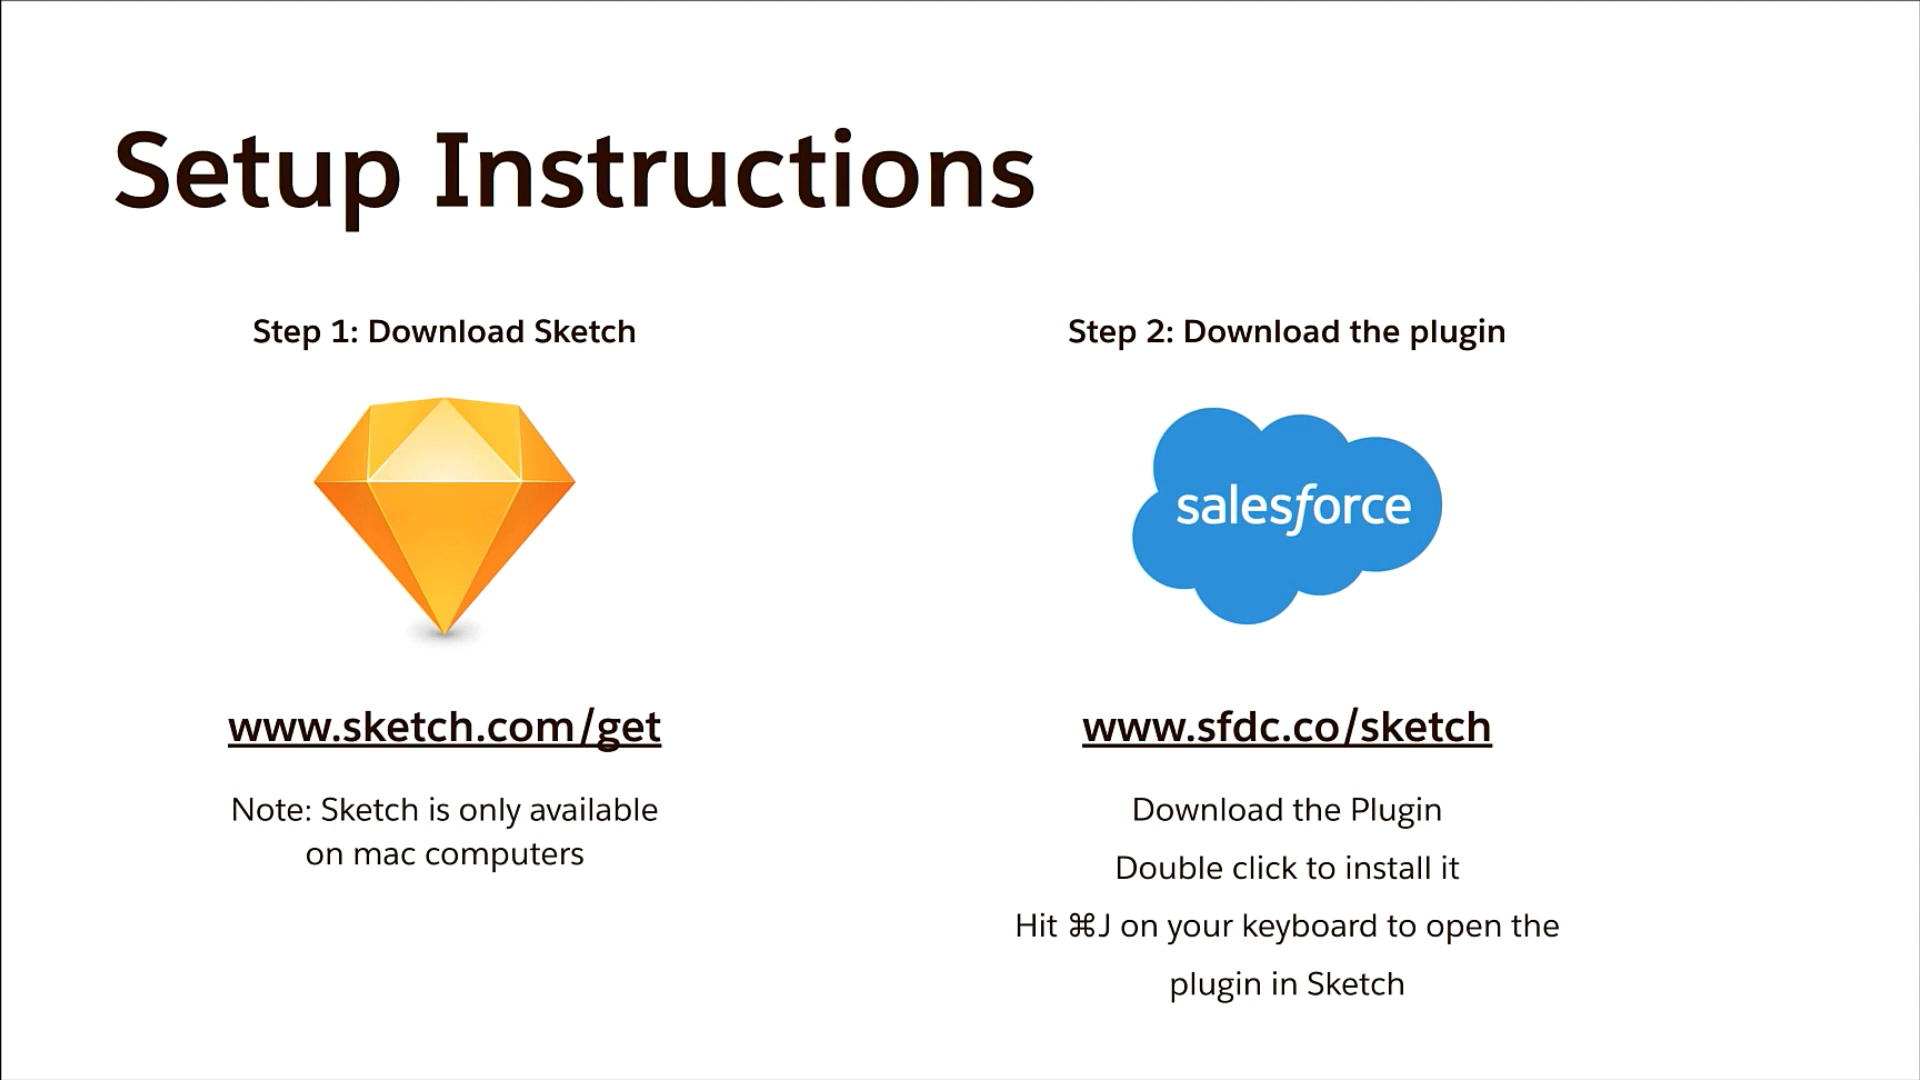 Setup Instructions
Step 1: Download Sketch
www.sketch.com/get
Note: Sketch is only available
on mac computers
Step 2: Download the plugin
salesforce
www.sfdc.co/sketch
Download the Plugin
Double click to install it
Hit ⌘J on your keyboard to open the
plugin in Sketch